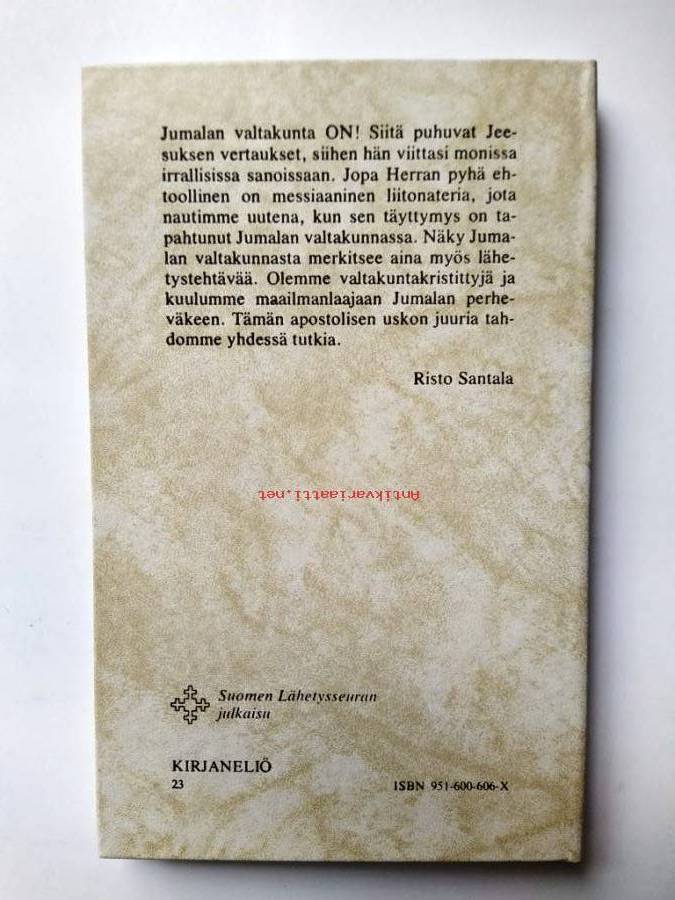 Jumalan valtakunta ON! Siitä puhuvat Jee-
suksen vertaukset, siihen hän viittasi monissa
irrallisissa sanoissaan. Jopa Herran pyhä eh-
toollinen on messiaaninen liitonateria, jota
nautimme uutena, kun sen täyttymys on ta-
pahtunut Jumalan valtakunnassa. Näky Juma-
lan valtakunnasta merkitsee aina myös lähe-
tystehtävää. Olemme valtakuntakristittyjä ja
kuulumme maailmanlaajaan Jumalan perhe-
väkeen. Tämän apostolisen uskon juuria tah-
domme yhdessä tutkia.
Risto Santala
Antikvariaatti.net
Suomen Lähetysseuran
julkaisu
KIRJANELIÖ
23
ISBN 951-600-606-X